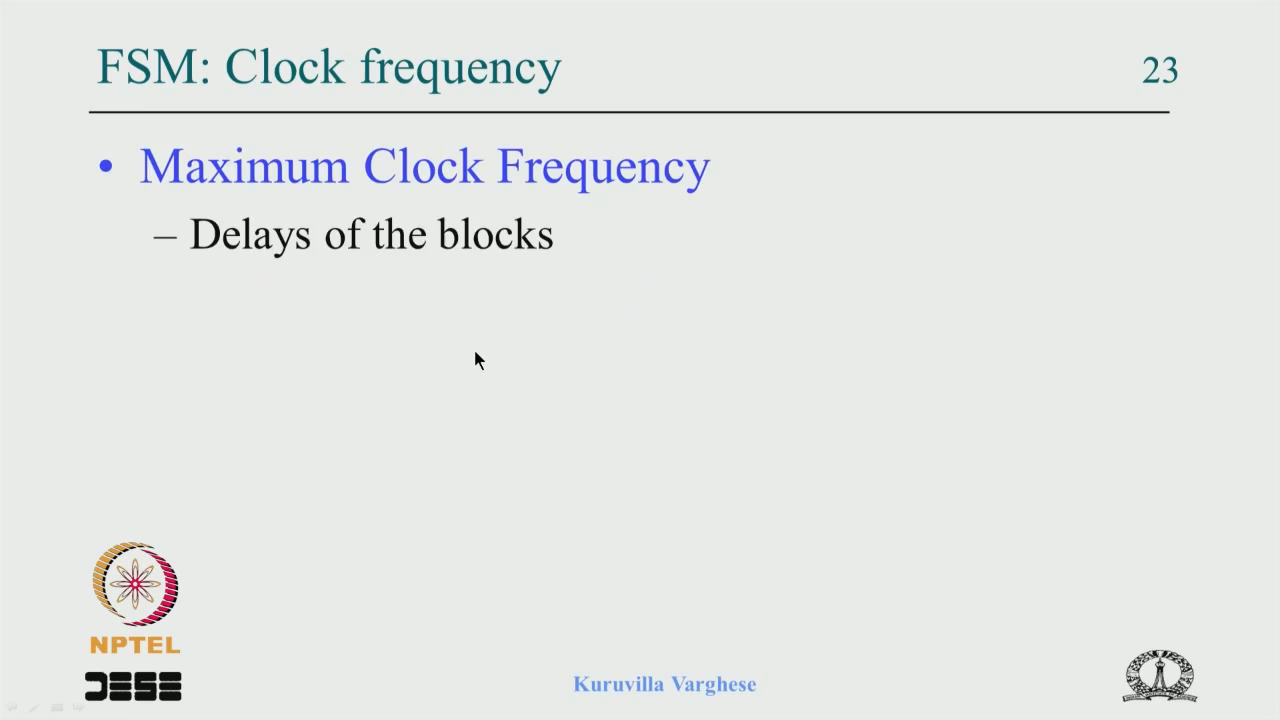 FSM: Clock frequency
23
• Maximum Clock Frequency
– Delays of the blocks
NPTEL
DESE
Kuruvilla Varghese